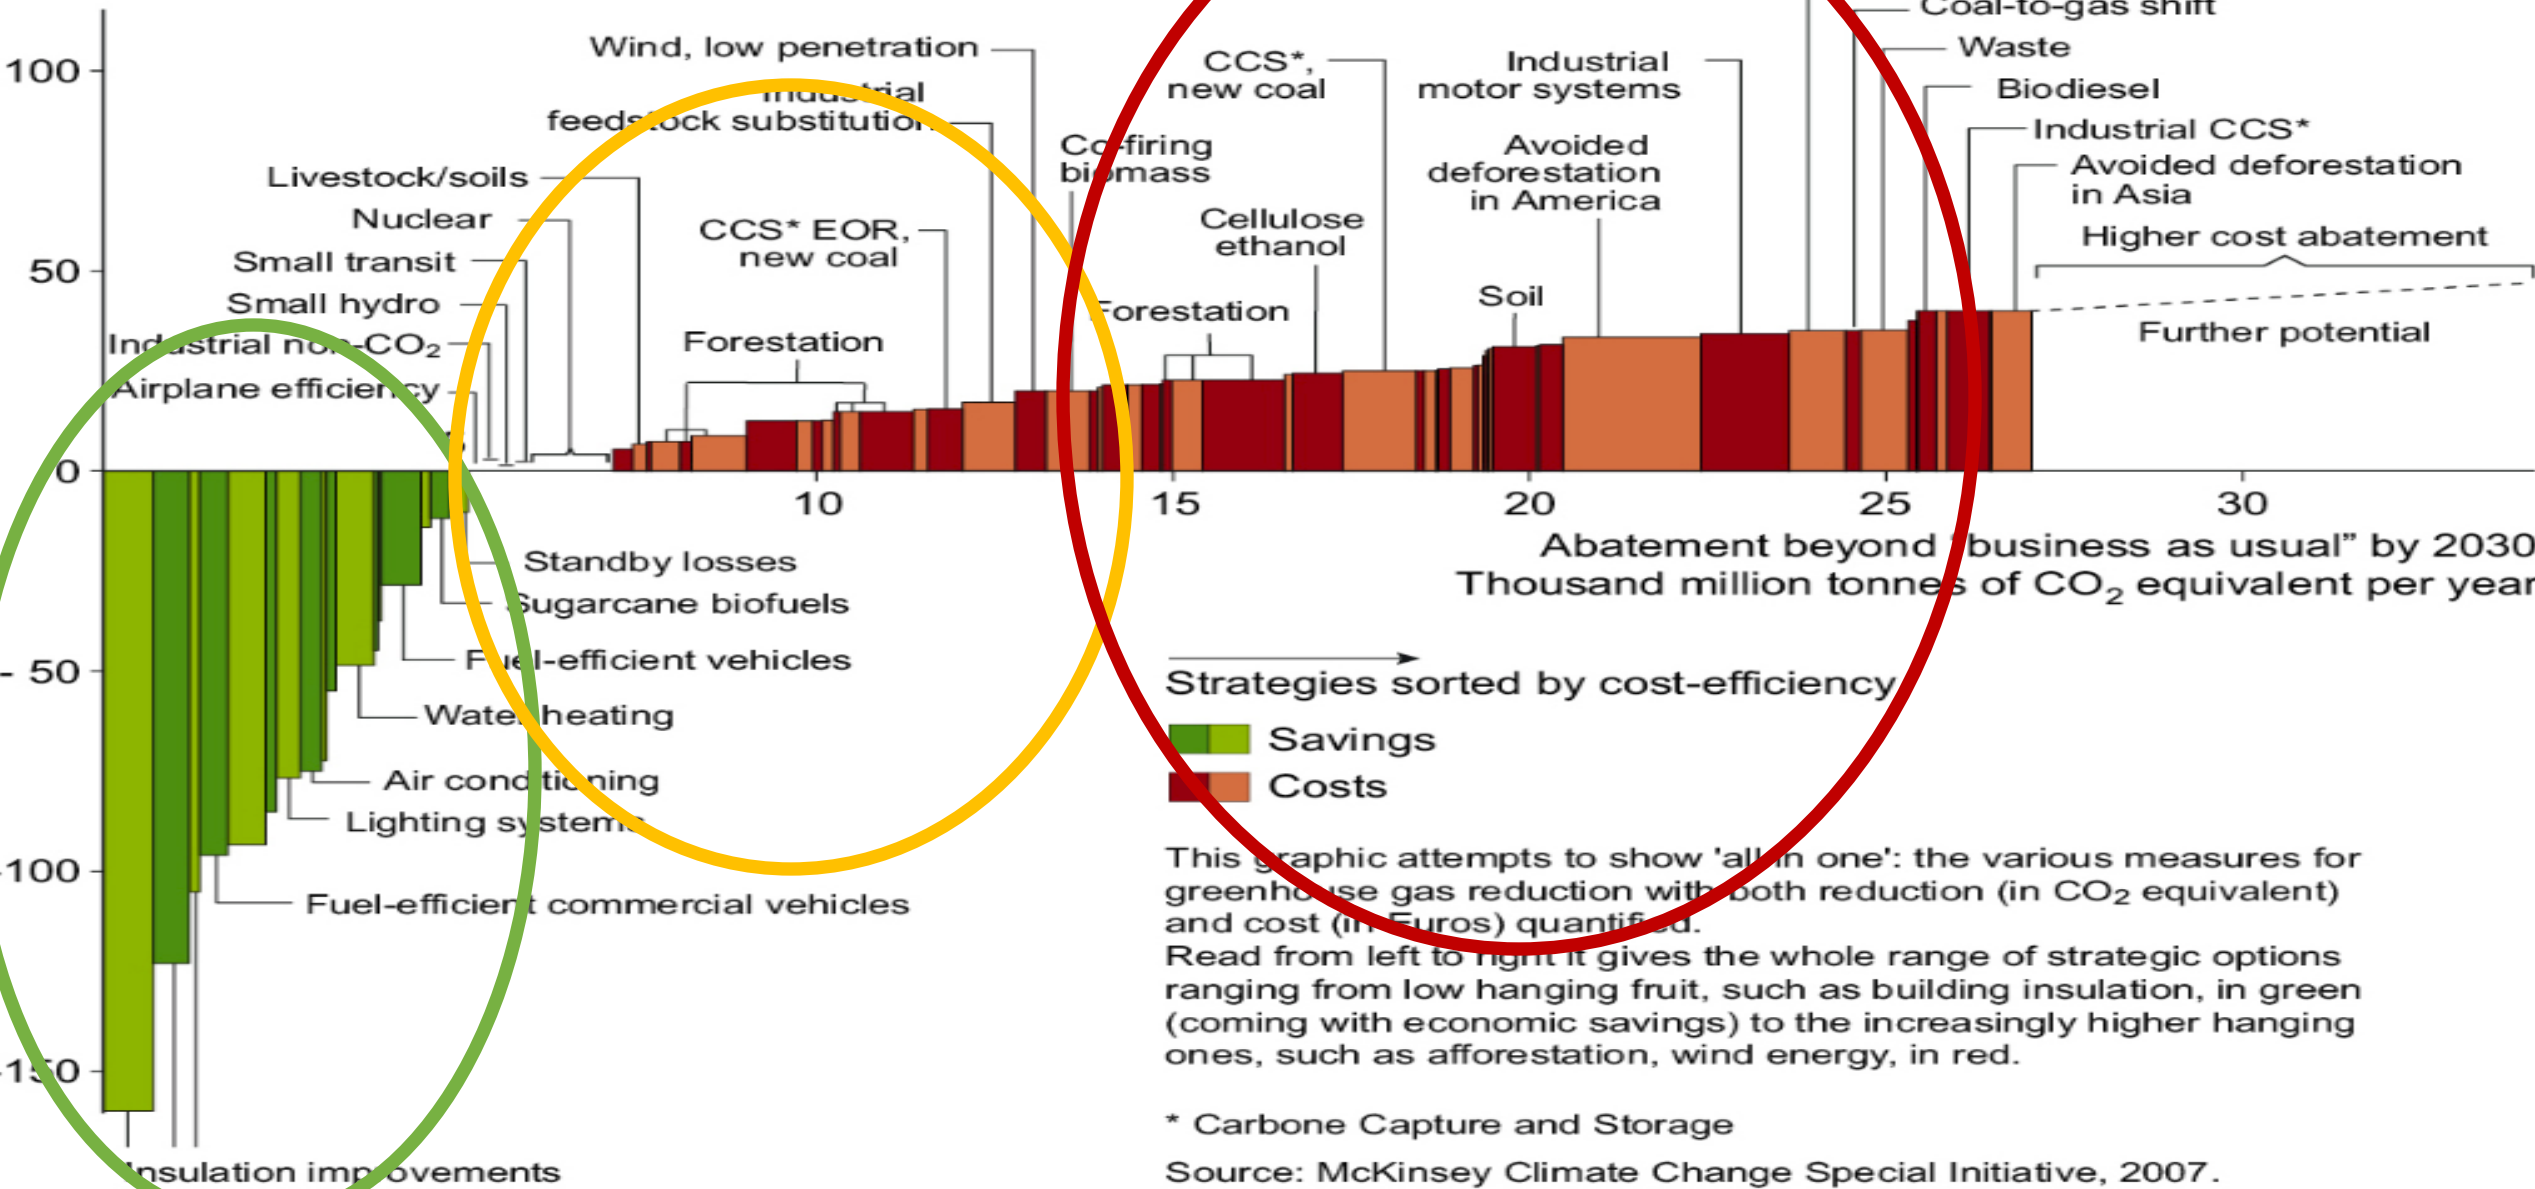 Coal-to-gas shift
100
Wind, low penetration
CCS*,
new coal
Industrial
motor systems
Waste
Biodiesel
Industrial
feedstock substitution
Industrial CCS*
Co-firing
biomass
Avoided
deforestation
in America
Avoided deforestation
in Asia
Livestock/soils
Nuclear
CCS* EOR,
new coal
Cellulose
ethanol
Higher cost abatement
50
Small transit
Small hydro
Soil
Forestation
Forestation
Further potential
Industrial non-CO₂
Airplane efficiency
0
10
15
20
25
30
Abatement beyond “business as usual” by 2030
Thousand million tonnes of CO₂ equivalent per year
Standby losses
Sugarcane biofuels
- 50
Fuel-efficient vehicles
Water heating
Air conditioning
Lighting systems
Strategies sorted by cost-efficiency
Savings
Costs
-100
Fuel-efficient commercial vehicles
This graphic attempts to show 'all in one': the various measures for
greenhouse gas reduction with both reduction (in CO₂ equivalent)
and cost (in Euros) quantified.
Read from left to right it gives the whole range of strategic options
ranging from low hanging fruit, such as building insulation, in green
(coming with economic savings) to the increasingly higher hanging
ones, such as afforestation, wind energy, in red.
-150
* Carbone Capture and Storage
Insulation improvements
Source: McKinsey Climate Change Special Initiative, 2007.